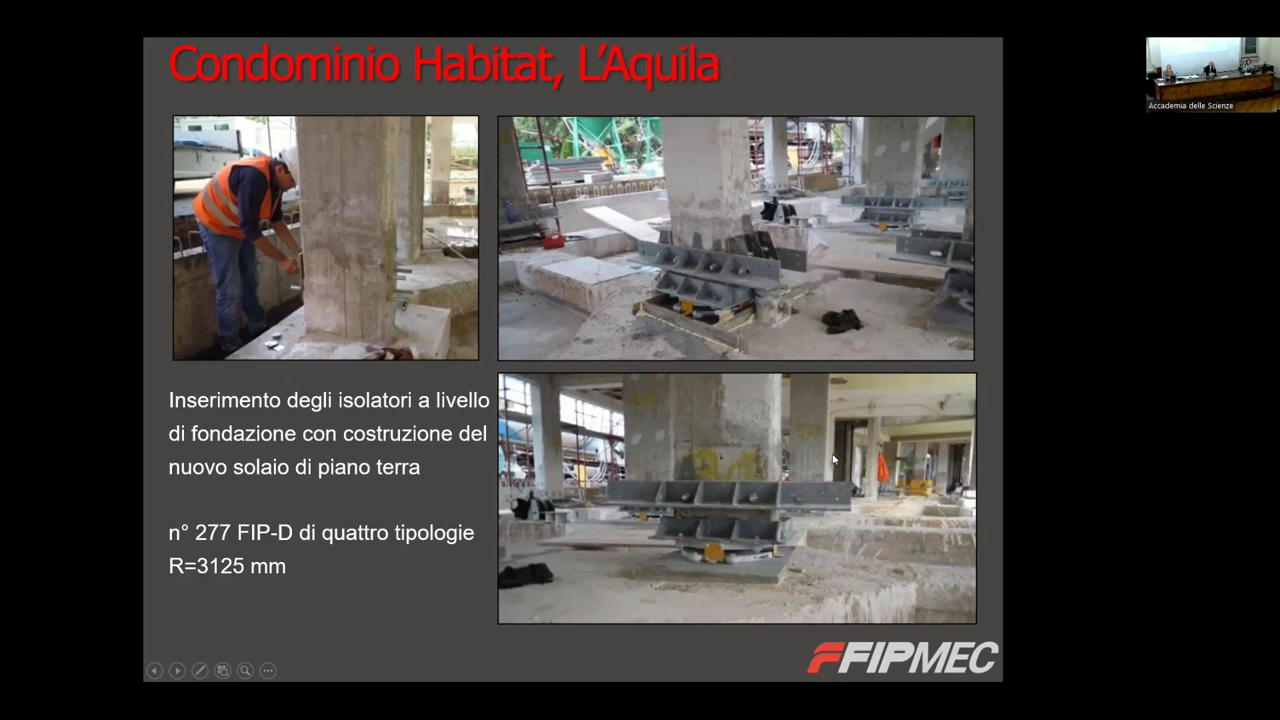 Condominio Habitat, L'Aquila
Accademia delle Scienze
Inserimento degli isolatori a livello
di fondazione con costruzione del
nuovo solaio di piano terra
n° 277 FIP-D di quattro tipologie
R=3125 mm
FIPMEC